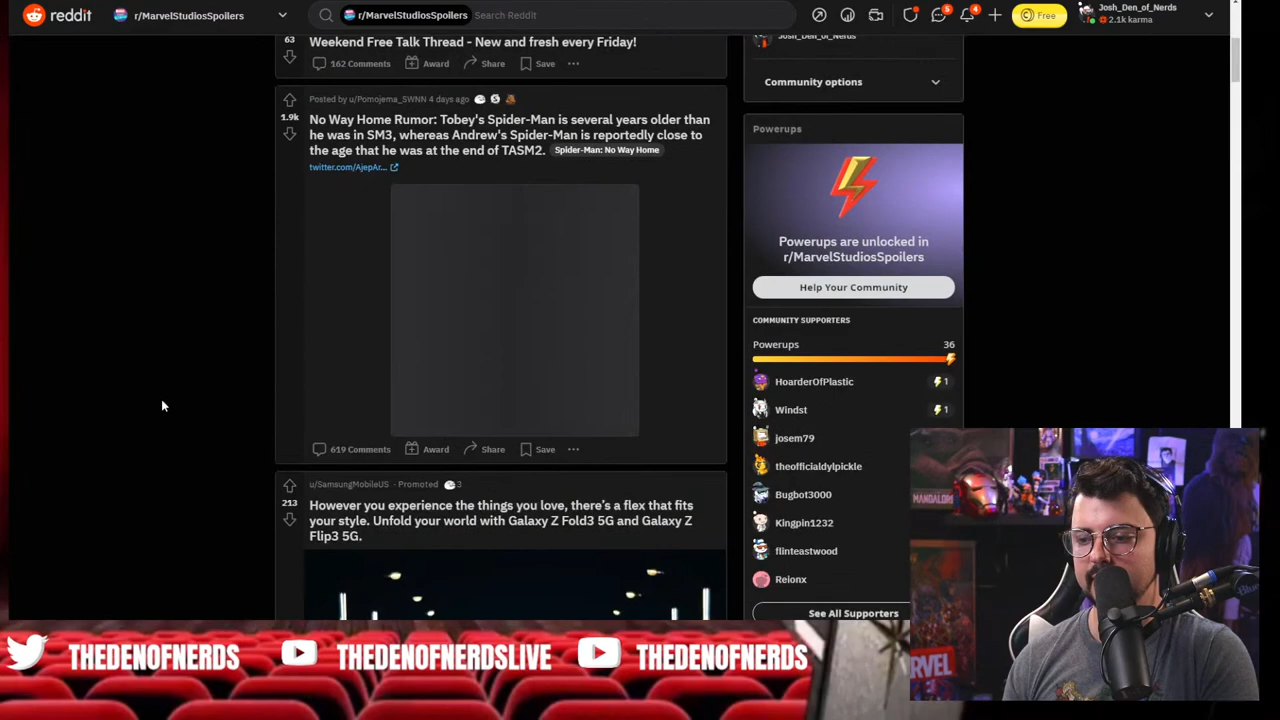 reddit
r/MarvelStudiosSpoilers
r/MarvelStudiosSpoilers
Search Reddit
5
4
Free
Josh_Den_of_Nerds
2.1k karma
63
Weekend Free Talk Thread - New and fresh every Friday!
162 Comments
Award
Share
Save
Josh_Den_of_Nerds
Community options
Posted by u/Pomojema_SWNN 4 days ago
1.9k
No Way Home Rumor: Tobey's Spider-Man is several years older than
he was in SM3, whereas Andrew's Spider-Man is reportedly close to
the age that he was at the end of TASM2.
Spider-Man: No Way Home
twitter.com/AjepAr...
619 Comments
Award
Share
Save
u/SamsungMobileUS · Promoted
3
213
However you experience the things you love, there's a flex that fits
your style. Unfold your world with Galaxy Z Fold3 5G and Galaxy Z
Flip3 5G.
Powerups
Powerups are unlocked in
r/MarvelStudiosSpoilers
Help Your Community
COMMUNITY SUPPORTERS
Powerups
36
HoarderOfPlastic
1
Windst
1
josem79
theofficialdylpickle
Bugbot3000
Kingpin1232
flinteastwood
Reionx
See All Supporters
MANDALORI
Blue
THEDENOFNERDS
THEDENOFNERDSLIVE
THEDENOFNERDS